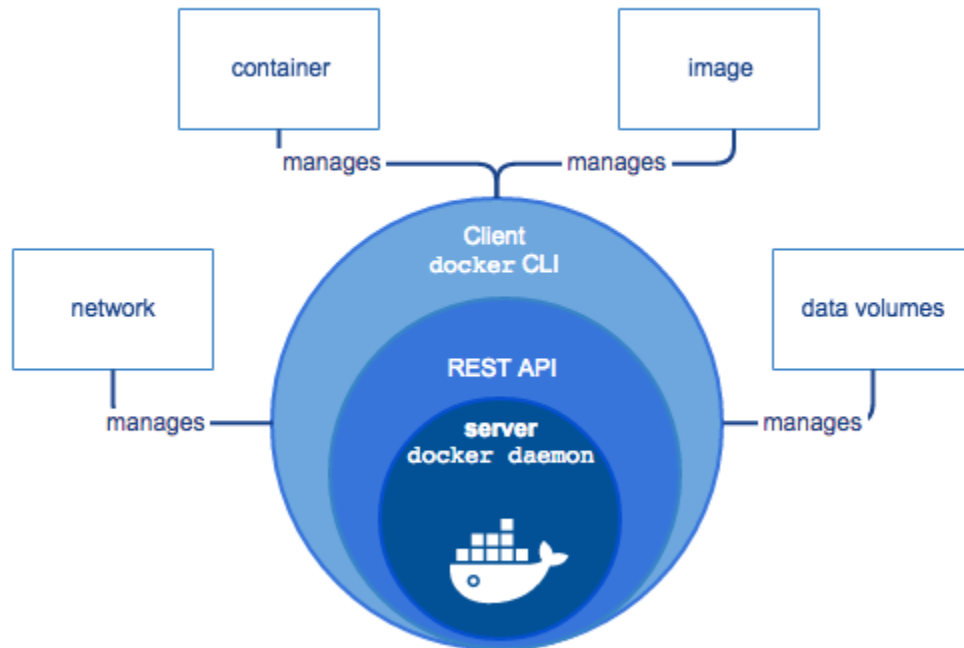 container
image
manages
manages
Client
docker CLI
network
data volumes
REST API
manages
manages
server
docker daemon